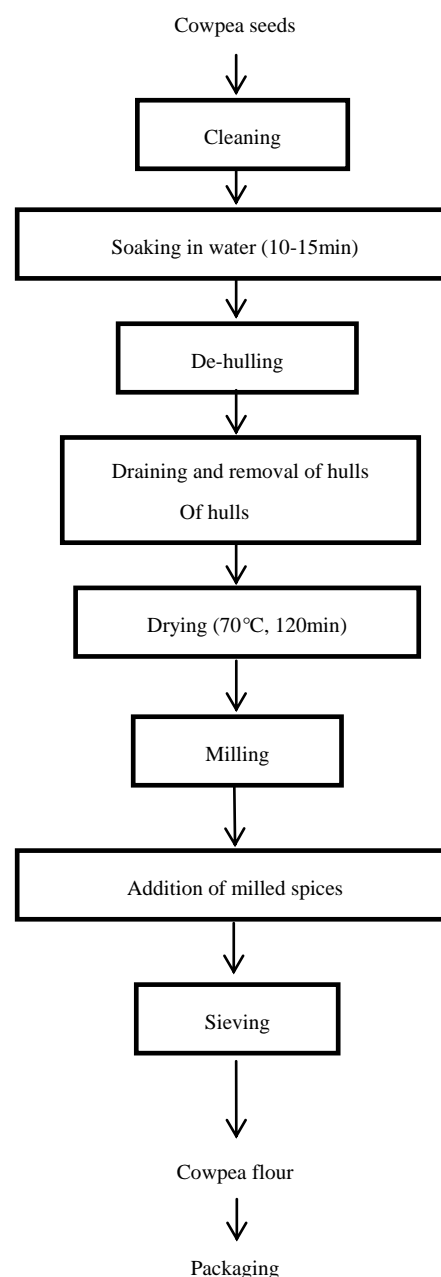 Cowpea seeds
Cleaning
Soaking in water (10-15min)
De-hulling
Draining and removal of hulls
Of hulls
Drying (70°C, 120min)
Milling
Addition of milled spices
Sieving
Cowpea flour
Packaging